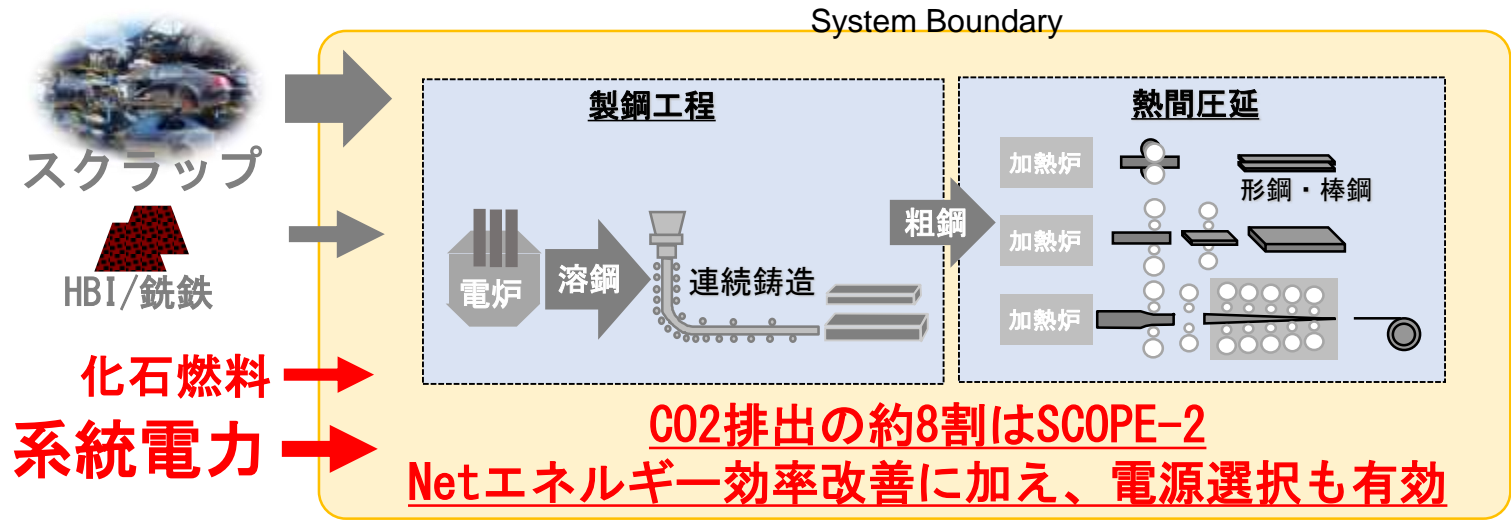 System Boundary
製鋼工程
熱間圧延
スクラップ
HBI/銑鉄
電炉
溶鋼
連続鋳造
粗鋼
加熱炉
形鋼・棒鋼
加熱炉
加熱炉
化石燃料
系統電力
CO2排出の約8割はSCOPE-2
Netエネルギー効率改善に加え、電源選択も有効